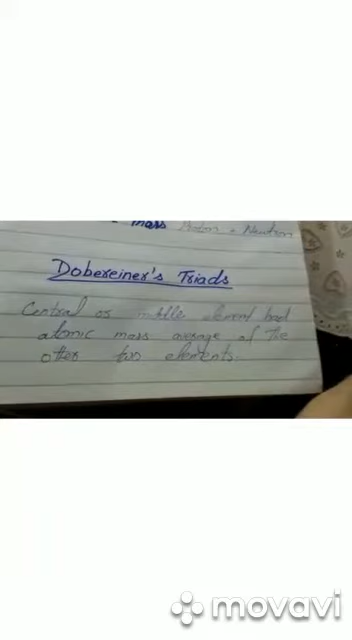 mass Proton + Neutron
Dobereiner's Triads
Central or middle element had
atomic mass average of the
other two elements
movavi